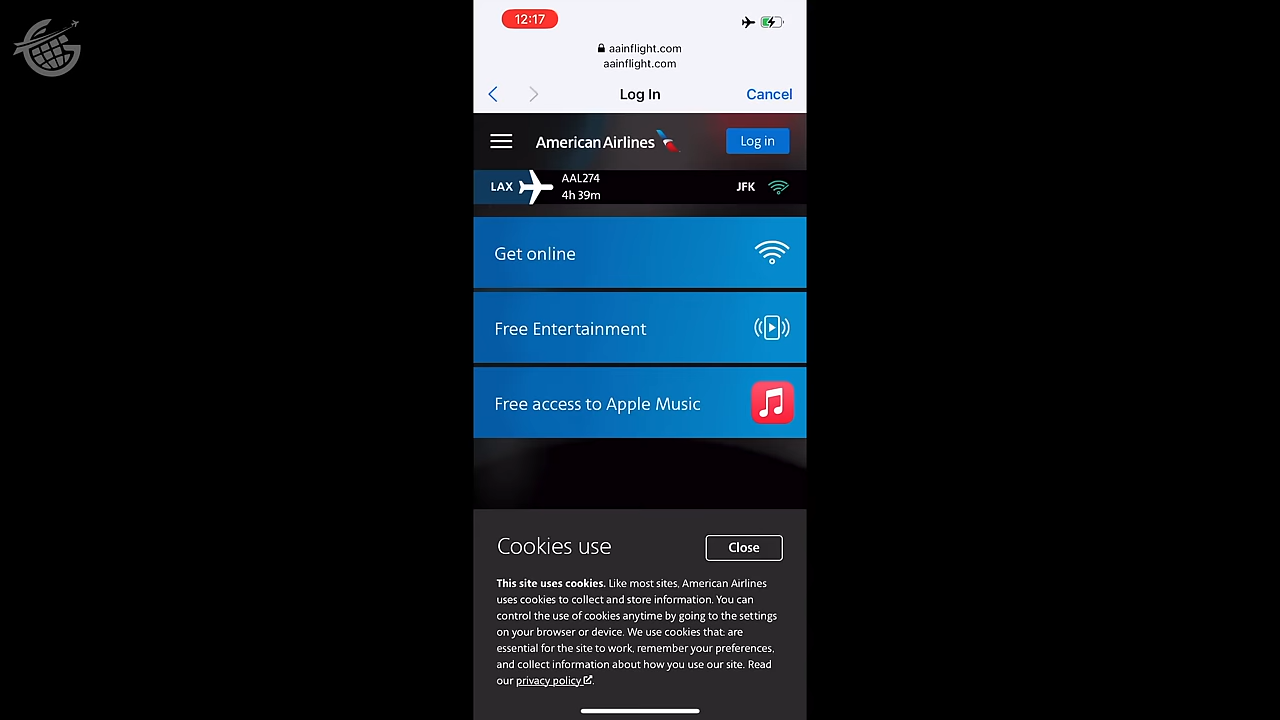 12:17
aainflight.com
aainflight.com
Log In
Cancel
American Airlines
Log in
LAX
AAL274
4h 39m
JFK
Get online
Free Entertainment
Free access to Apple Music
Cookies use
Close
This site uses cookies. Like most sites, American Airlines
uses cookies to collect and store information. You can
control the use of cookies anytime by going to the settings
on your browser or device. We use cookies that: are
essential for the site to work, remember your preferences,
and collect information about how you use our site. Read
our privacy policy.